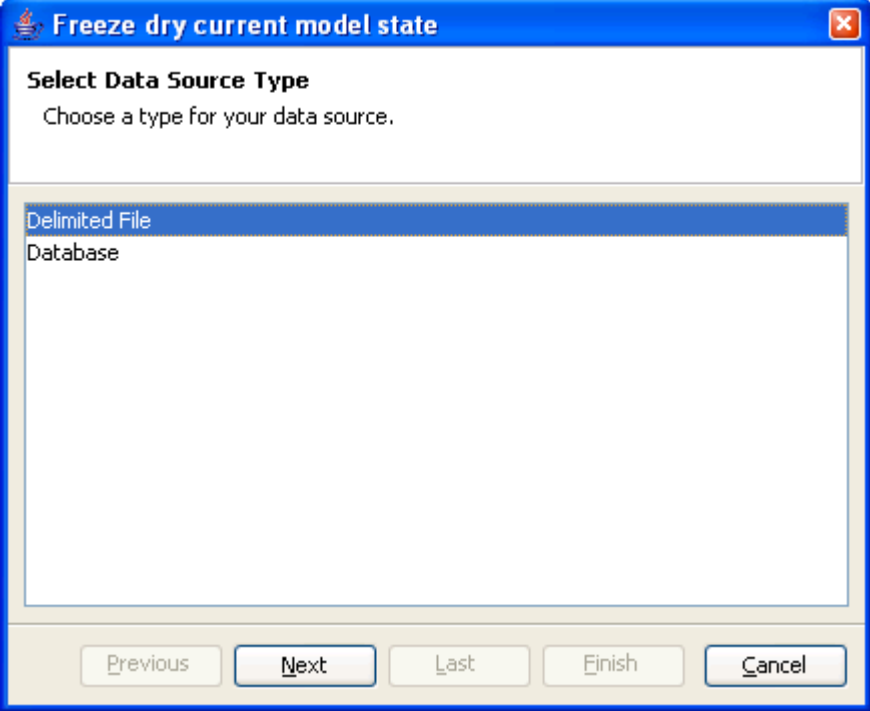 Freeze dry current model state
Select Data Source Type
Choose a type for your data source.
Delimited File
Database
Previous Next Last Finish Cancel